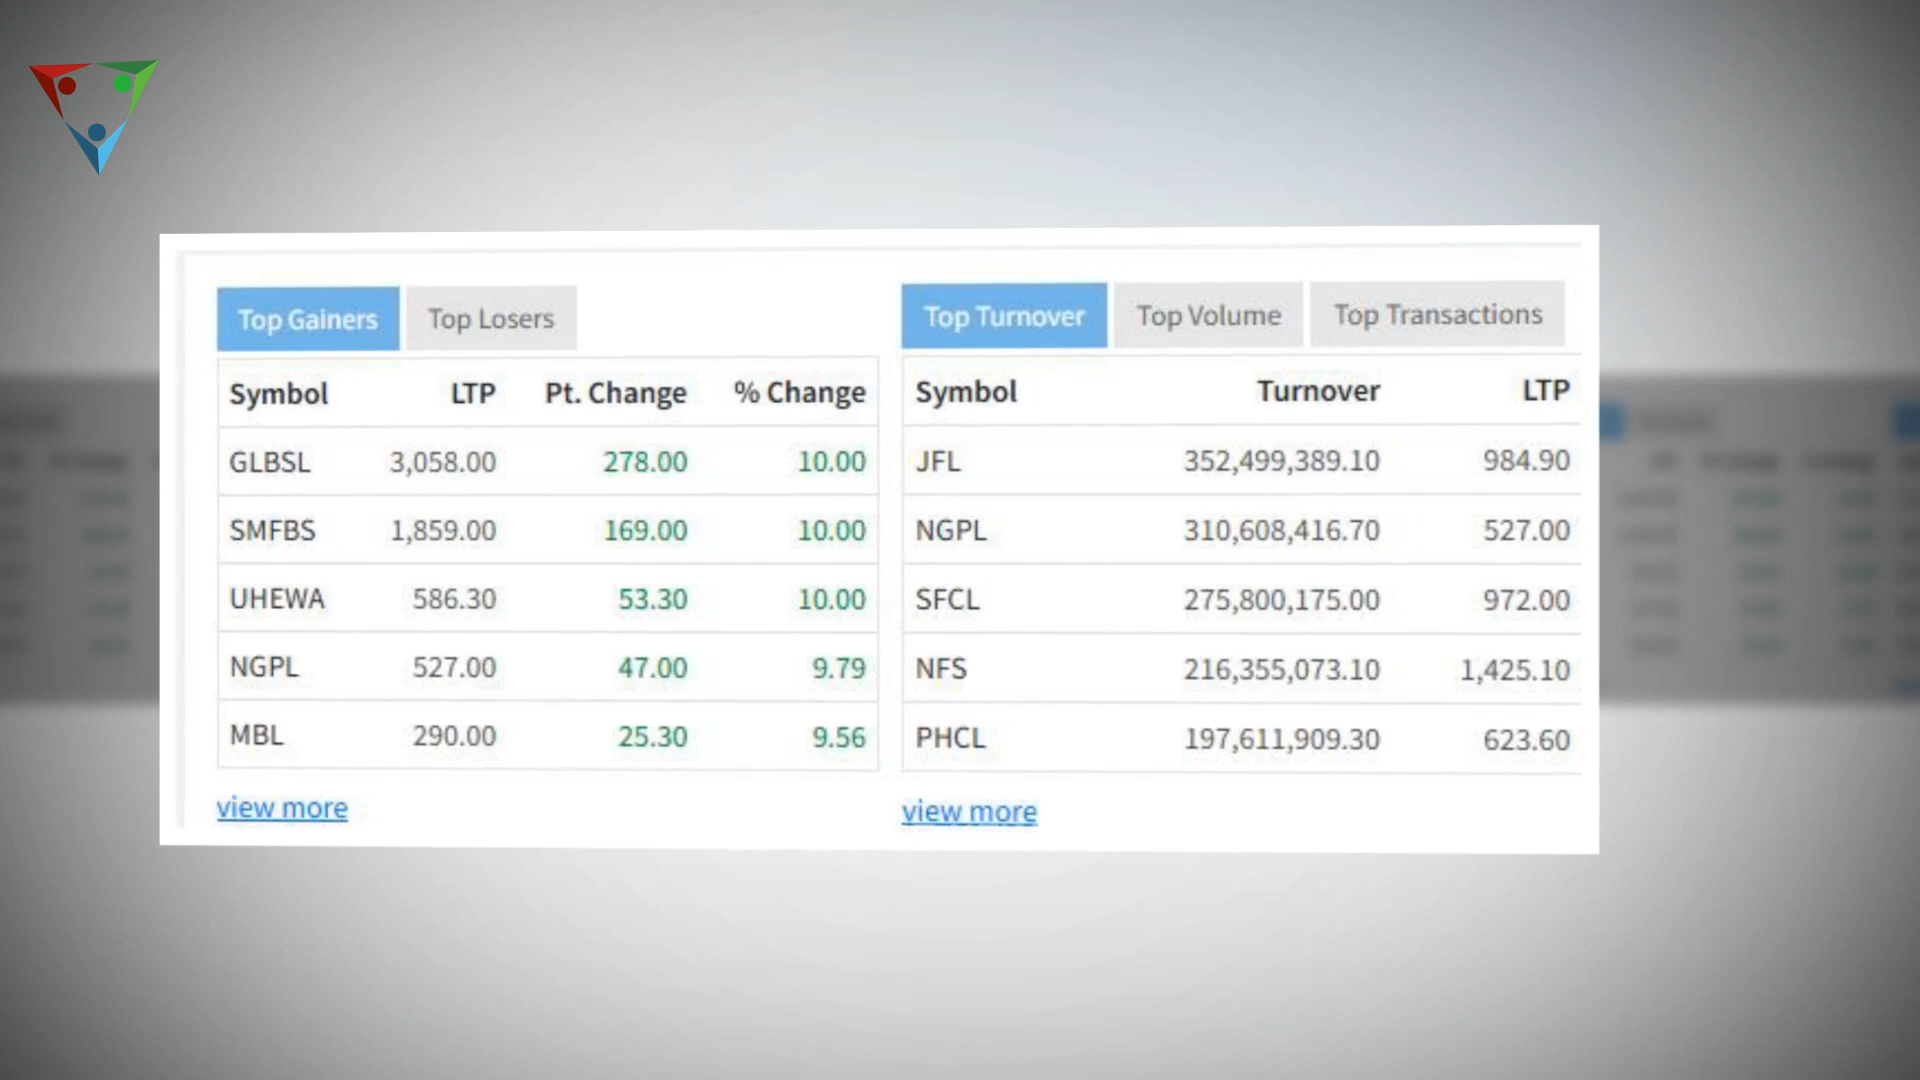 Top Gainers Top Losers
Symbol LTP Pt. Change % Change
GLBSL 3,058.00 278.00 10.00
SMFBS 1,859.00 169.00 10.00
UHEWA 586.30 53.30 10.00
NGPL 527.00 47.00 9.79
MBL 290.00 25.30 9.56
view more
Top Turnover Top Volume Top Transactions
Symbol Turnover LTP
JFL 352,499,389.10 984.90
NGPL 310,608,416.70 527.00
SFCL 275,800,175.00 972.00
NFS 216,355,073.10 1,425.10
PHCL 197,611,909.30 623.60
view more